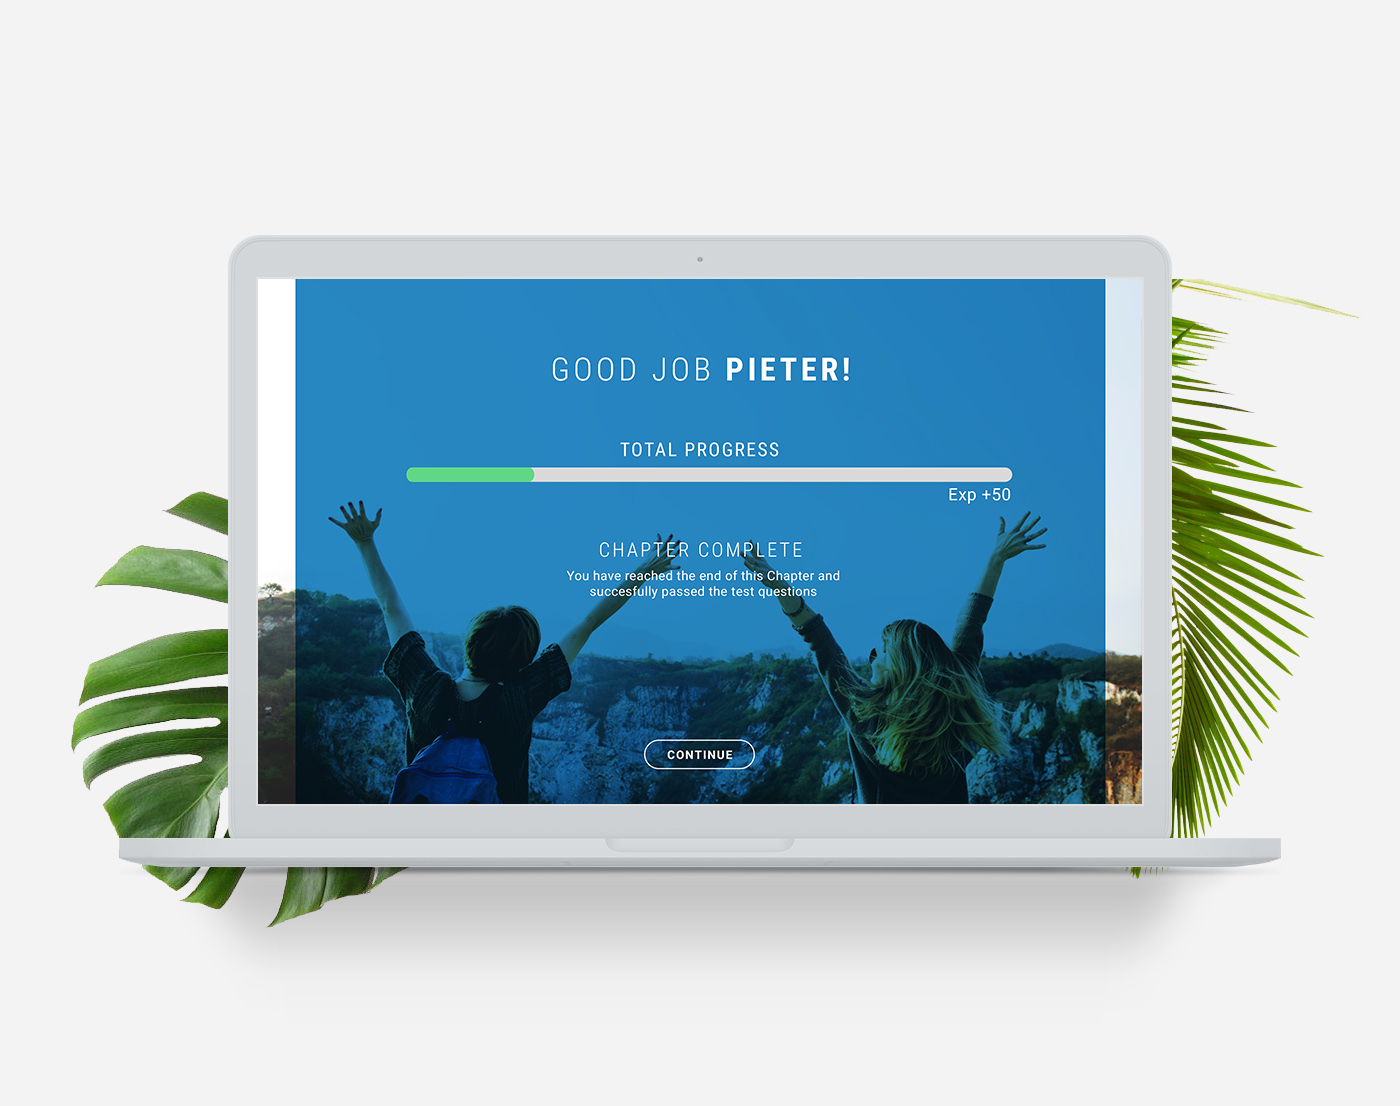 GOOD JOB PIETER!
TOTAL PROGRESS
Exp +50
CHAPTER COMPLETE
You have reached the end of this Chapter and
succesfully passed the test questions
CONTINUE